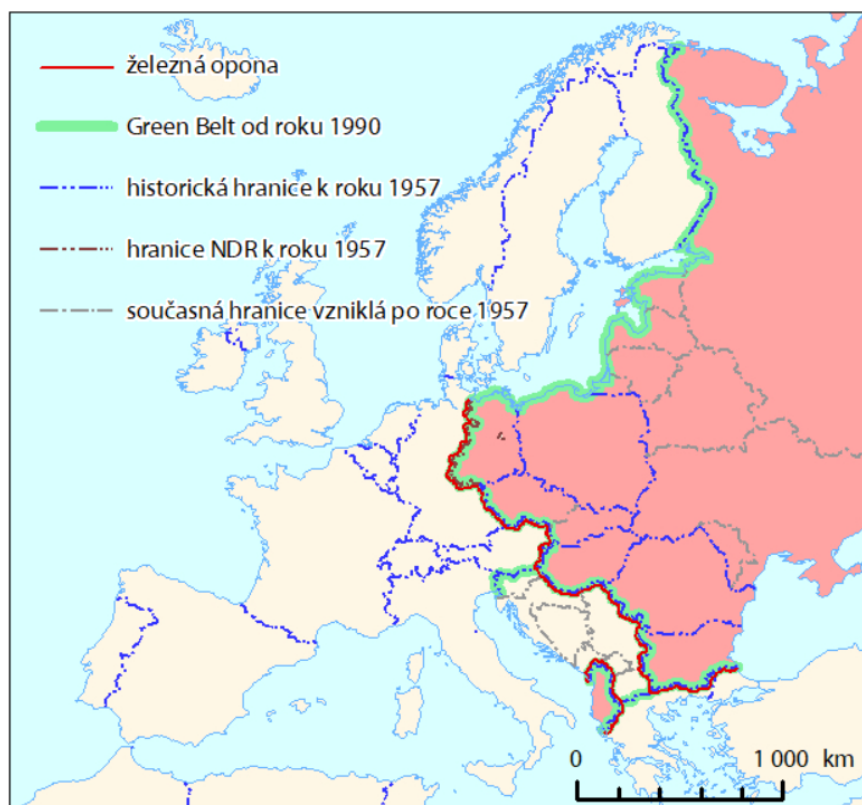 železná opona
Green Belt od roku 1990
historická hranice k roku 1957
hranice NDR k roku 1957
současná hranice vzniklá po roce 1957
0 1 000 km